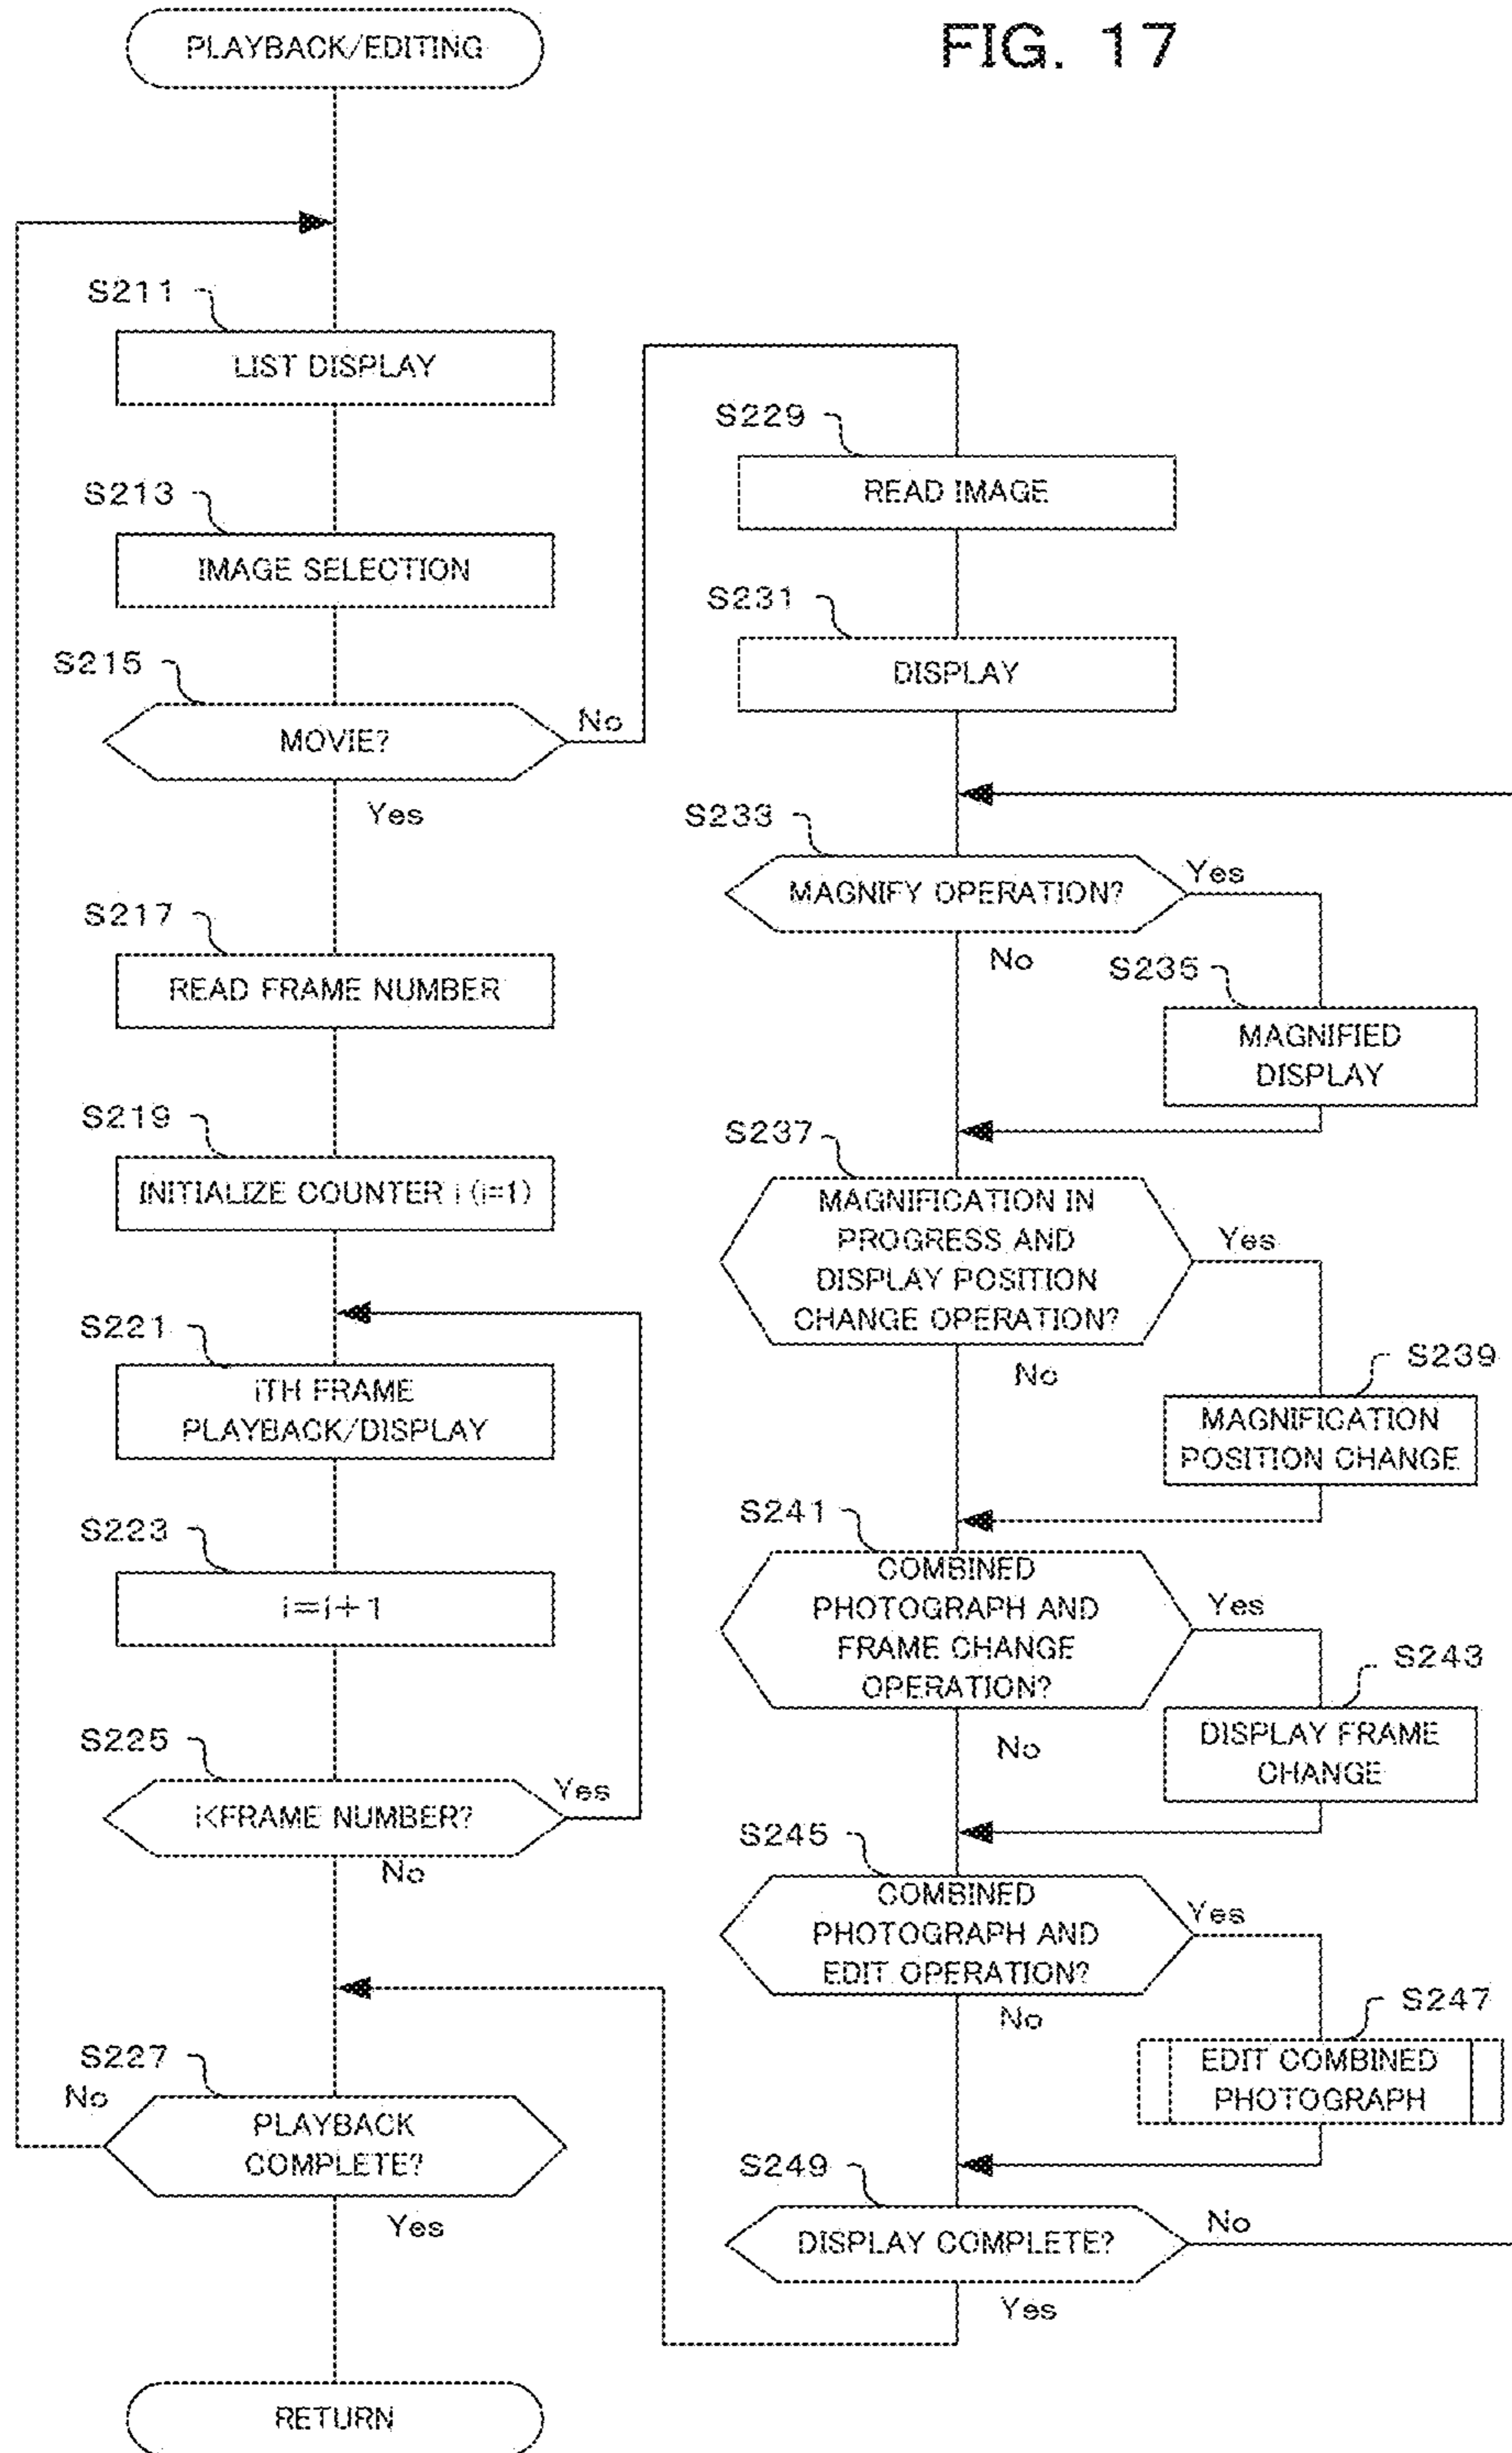 FIG. 17
PLAYBACK/EDITING
S211
LIST DISPLAY
S213
IMAGE SELECTION
S215
MOVIE?
No
Yes
S217
READ FRAME NUMBER
S219
INITIALIZE COUNTER i (i=1)
S221
iTH FRAME
PLAYBACK/DISPLAY
S223
i=i+1
S225
i<FRAME NUMBER?
Yes
No
S227
No
PLAYBACK
COMPLETE?
Yes
RETURN
S229
READ IMAGE
S231
DISPLAY
S233
MAGNIFY OPERATION?
Yes
No
S235
MAGNIFIED
DISPLAY
S237
MAGNIFICATION IN
PROGRESS AND
DISPLAY POSITION
CHANGE OPERATION?
Yes
No
S239
MAGNIFICATION
POSITION CHANGE
S241
COMBINED
PHOTOGRAPH AND
FRAME CHANGE
OPERATION?
Yes
No
S243
DISPLAY FRAME
CHANGE
S245
COMBINED
PHOTOGRAPH AND
EDIT OPERATION?
Yes
No
S247
EDIT COMBINED
PHOTOGRAPH
S249
DISPLAY COMPLETE?
No
Yes